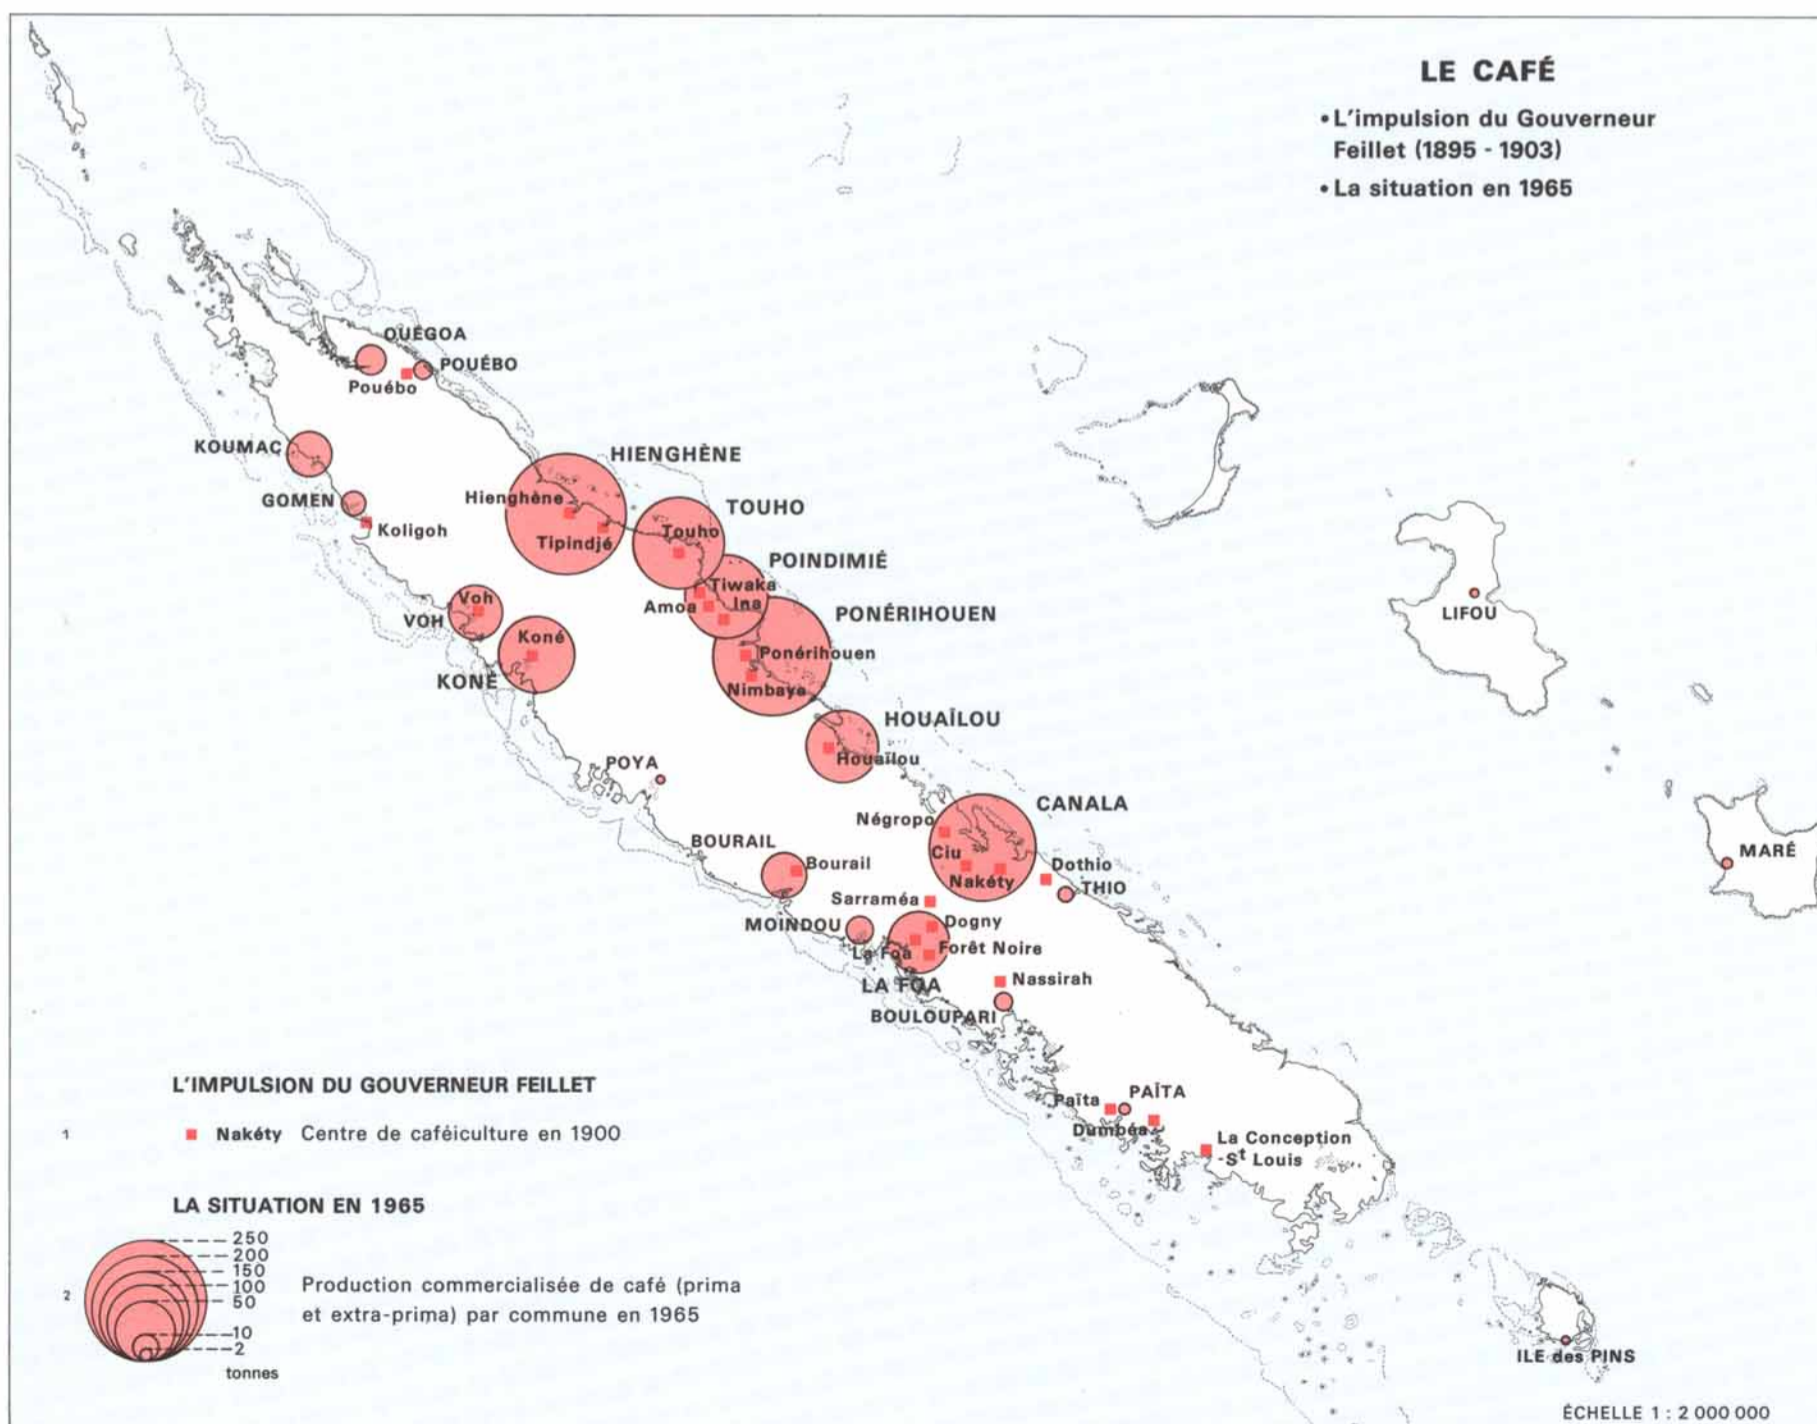 LE CAFÉ
• L'impulsion du Gouverneur
Feillet (1895 - 1903)
• La situation en 1965
OUÉGOA
POUÉBO
Pouébo
KOUMAC
HIENGHÈNE
GOMEN
Hienghène
Koligoh
TOUHO
Touho
Tipindjé
POINDIMIÉ
Tiwaka
Voh
Amoa
Ina
VOH
PONÉRIHOUEN
LIFOU
Koné
Ponérihouen
KONÉ
Nimbaya
HOUAÎLOU
Houaïlou
POYA
CANALA
Négropo
BOURAIL
Bourail
Ciu
Dothio
MARÉ
Nakéty
THIO
Sarraméa
MOINDOU
Dogny
La Foa
Forêt Noire
LA FOA
Nassirah
BOULOUPARI
Païta
PAÏTA
Dumbéa
La Conception
-St Louis
L'IMPULSION DU GOUVERNEUR FEILLET
1
Nakéty Centre de caféiculture en 1900
LA SITUATION EN 1965
250
200
150
100
50
10
2
tonnes
2
Production commercialisée de café (prima
et extra-prima) par commune en 1965
ILE des PINS
ÉCHELLE 1 : 2 000 000